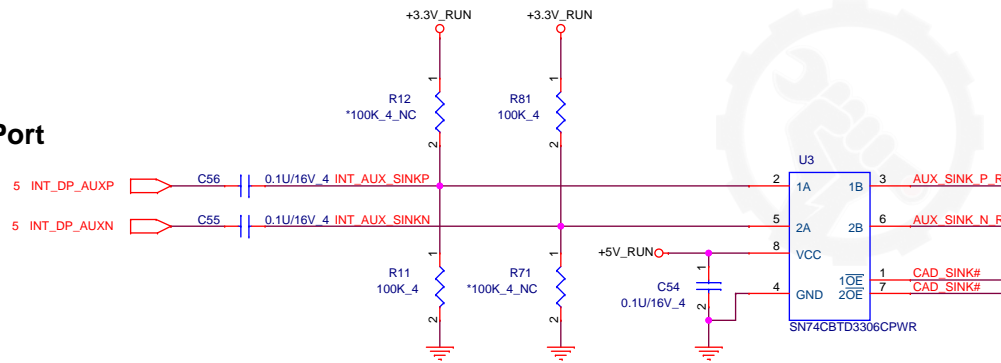 +3.3V_RUN
+3.3V_RUN
1
1
R12
*100K_4_NC
R81
100K_4
2
2
Port
U3
5 INT_DP_AUXP
C56
0.1U/16V_4
INT_AUX_SINKP
2
1A
1B
3
AUX_SINK_P_R
5 INT_DP_AUXN
C55
0.1U/16V_4
INT_AUX_SINKN
5
2A
2B
6
AUX_SINK_N_R
+5V_RUN
8
VCC
1
1
R11
100K_4
R71
*100K_4_NC
1
C54
0.1U/16V_4
2
1OE
1
CAD_SINK#
4
GND
2OE
7
CAD_SINK#
2
2
SN74CBTD3306CPWR